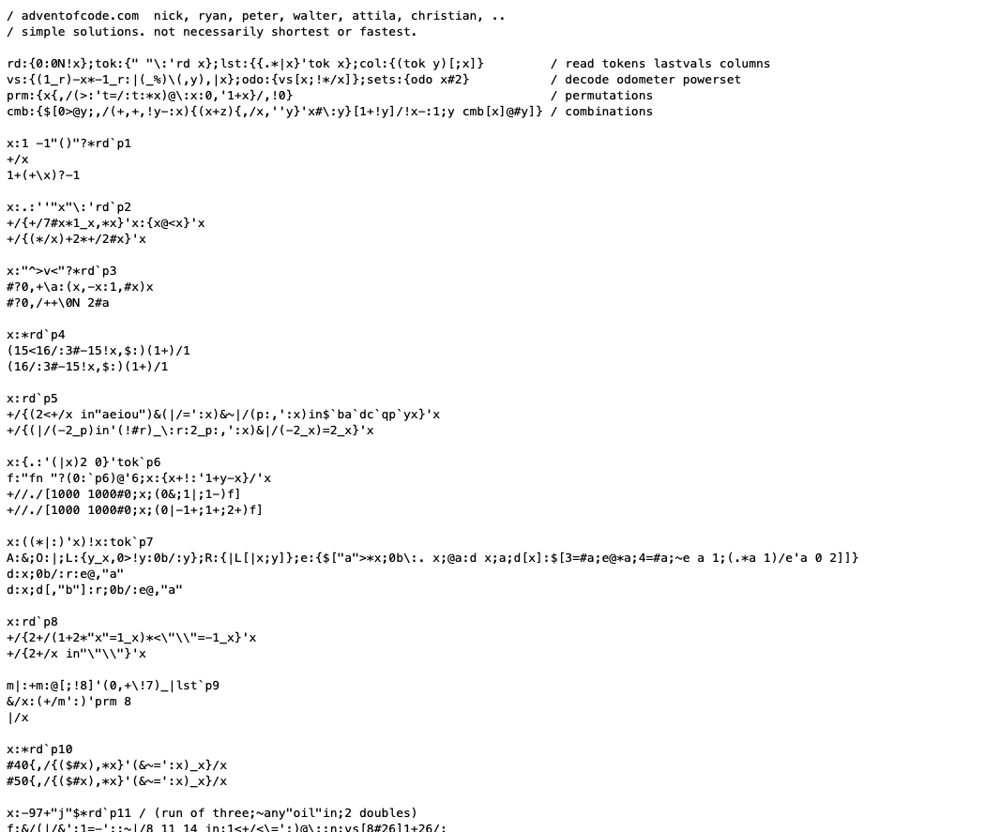 / adventofcode.com  nick, ryan, peter, walter, attila, christian, ..
/ simple solutions. not necessarily shortest or fastest.

rd:{0:0N!x};tok:{" "\:'rd x};lst:{{.*|x}'tok x};col:{(tok y)[;x]}         / read tokens lastvals columns
vs:{(1_r)-x*-1_r:|(_%)\(,y),|x};odo:{vs[x;!*/x]};sets:{odo x#2}           / decode odometer powerset
prm:{x{,/(>:'t=/:t:*x)@\:x:0,'1+x}/,!0}                                   / permutations
cmb:{$[0>@y;,/(+,+,!y-:x){(x+z){,/x,''y}'x#\:y}[1+!y]/!x-:1;y cmb[x]@#y]} / combinations

x:1 -1"()"?*rd`p1
+/x
1+(+\x)?-1

x:.:''"x"\:'rd`p2
+/{+/7#x*1_x,*x}'x:{x@<x}'x
+/{(*/x)+2*+/2#x}'x

x:"^>v<"?*rd`p3
#?0,+\a:(x,-x:1,#x)x
#?0,/++\0N 2#a

x:*rd`p4
(15<16/:3#-15!x,$:)(1+)/1
(16/:3#-15!x,$:)(1+)/1

x:rd`p5
+/{(2<+/x in"aeiou")&(|/=':x)&~|/(p:,':x)in$`ba`dc`qp`yx}'x
+/{(|/(-2_p)in'(!#r)_\:r:2_p:,':x)&|/(-2_x)=2_x}'x

x:{.:'(|x)2 0}'tok`p6
f:"fn "?(0:`p6)@'6;x:{x+!:'1+y-x}/'x
+//./[1000 1000#0;x;(0&;1|;1-)f]
+//./[1000 1000#0;x;(0|-1+;1+;2+)f]

x:((*|:)'x)!x:tok`p7
A:&;O:|;L:{y_x,0>!y:0b/:y};R:{|L[|x;y]};e:{$["a">*x;0b\:. x;@a:d x;a;d[x]:$[3=#a;e@*a;4=#a;~e a 1;(.*a 1)/e'a 0 2]]}
d:x;0b/:r:e@,"a"
d:x;d[,"b"]:r;0b/:e@,"a"

x:rd`p8
+/{2+/(1+2*"x"=1_x)*<\"\\"=-1_x}'x
+/{2+/x in"\"\\"}'x

m|:+m:@[;!8]'(0,+\!7)_|lst`p9
&/x:(+/m':)'prm 8
|/x

x:*rd`p10
#40{,/{($#x),*x}'(&~=':x)_x}/x
#50{,/{($#x),*x}'(&~=':x)_x}/x

x:-97+"j"$*rd`p11 / (run of three;~any"oil"in;2 doubles)
f:&/(|/&':1=-'::~|/8 11 14 in:1<+/<\=':)@\::n:vs[8#26]1+26/: